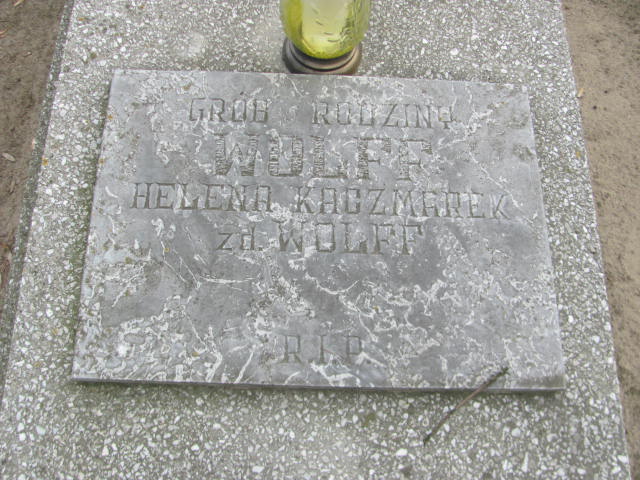 GRÓB RODZINY
WOLFF
HELENA KACZMAREK
zd. WOLFF
R.I.P.